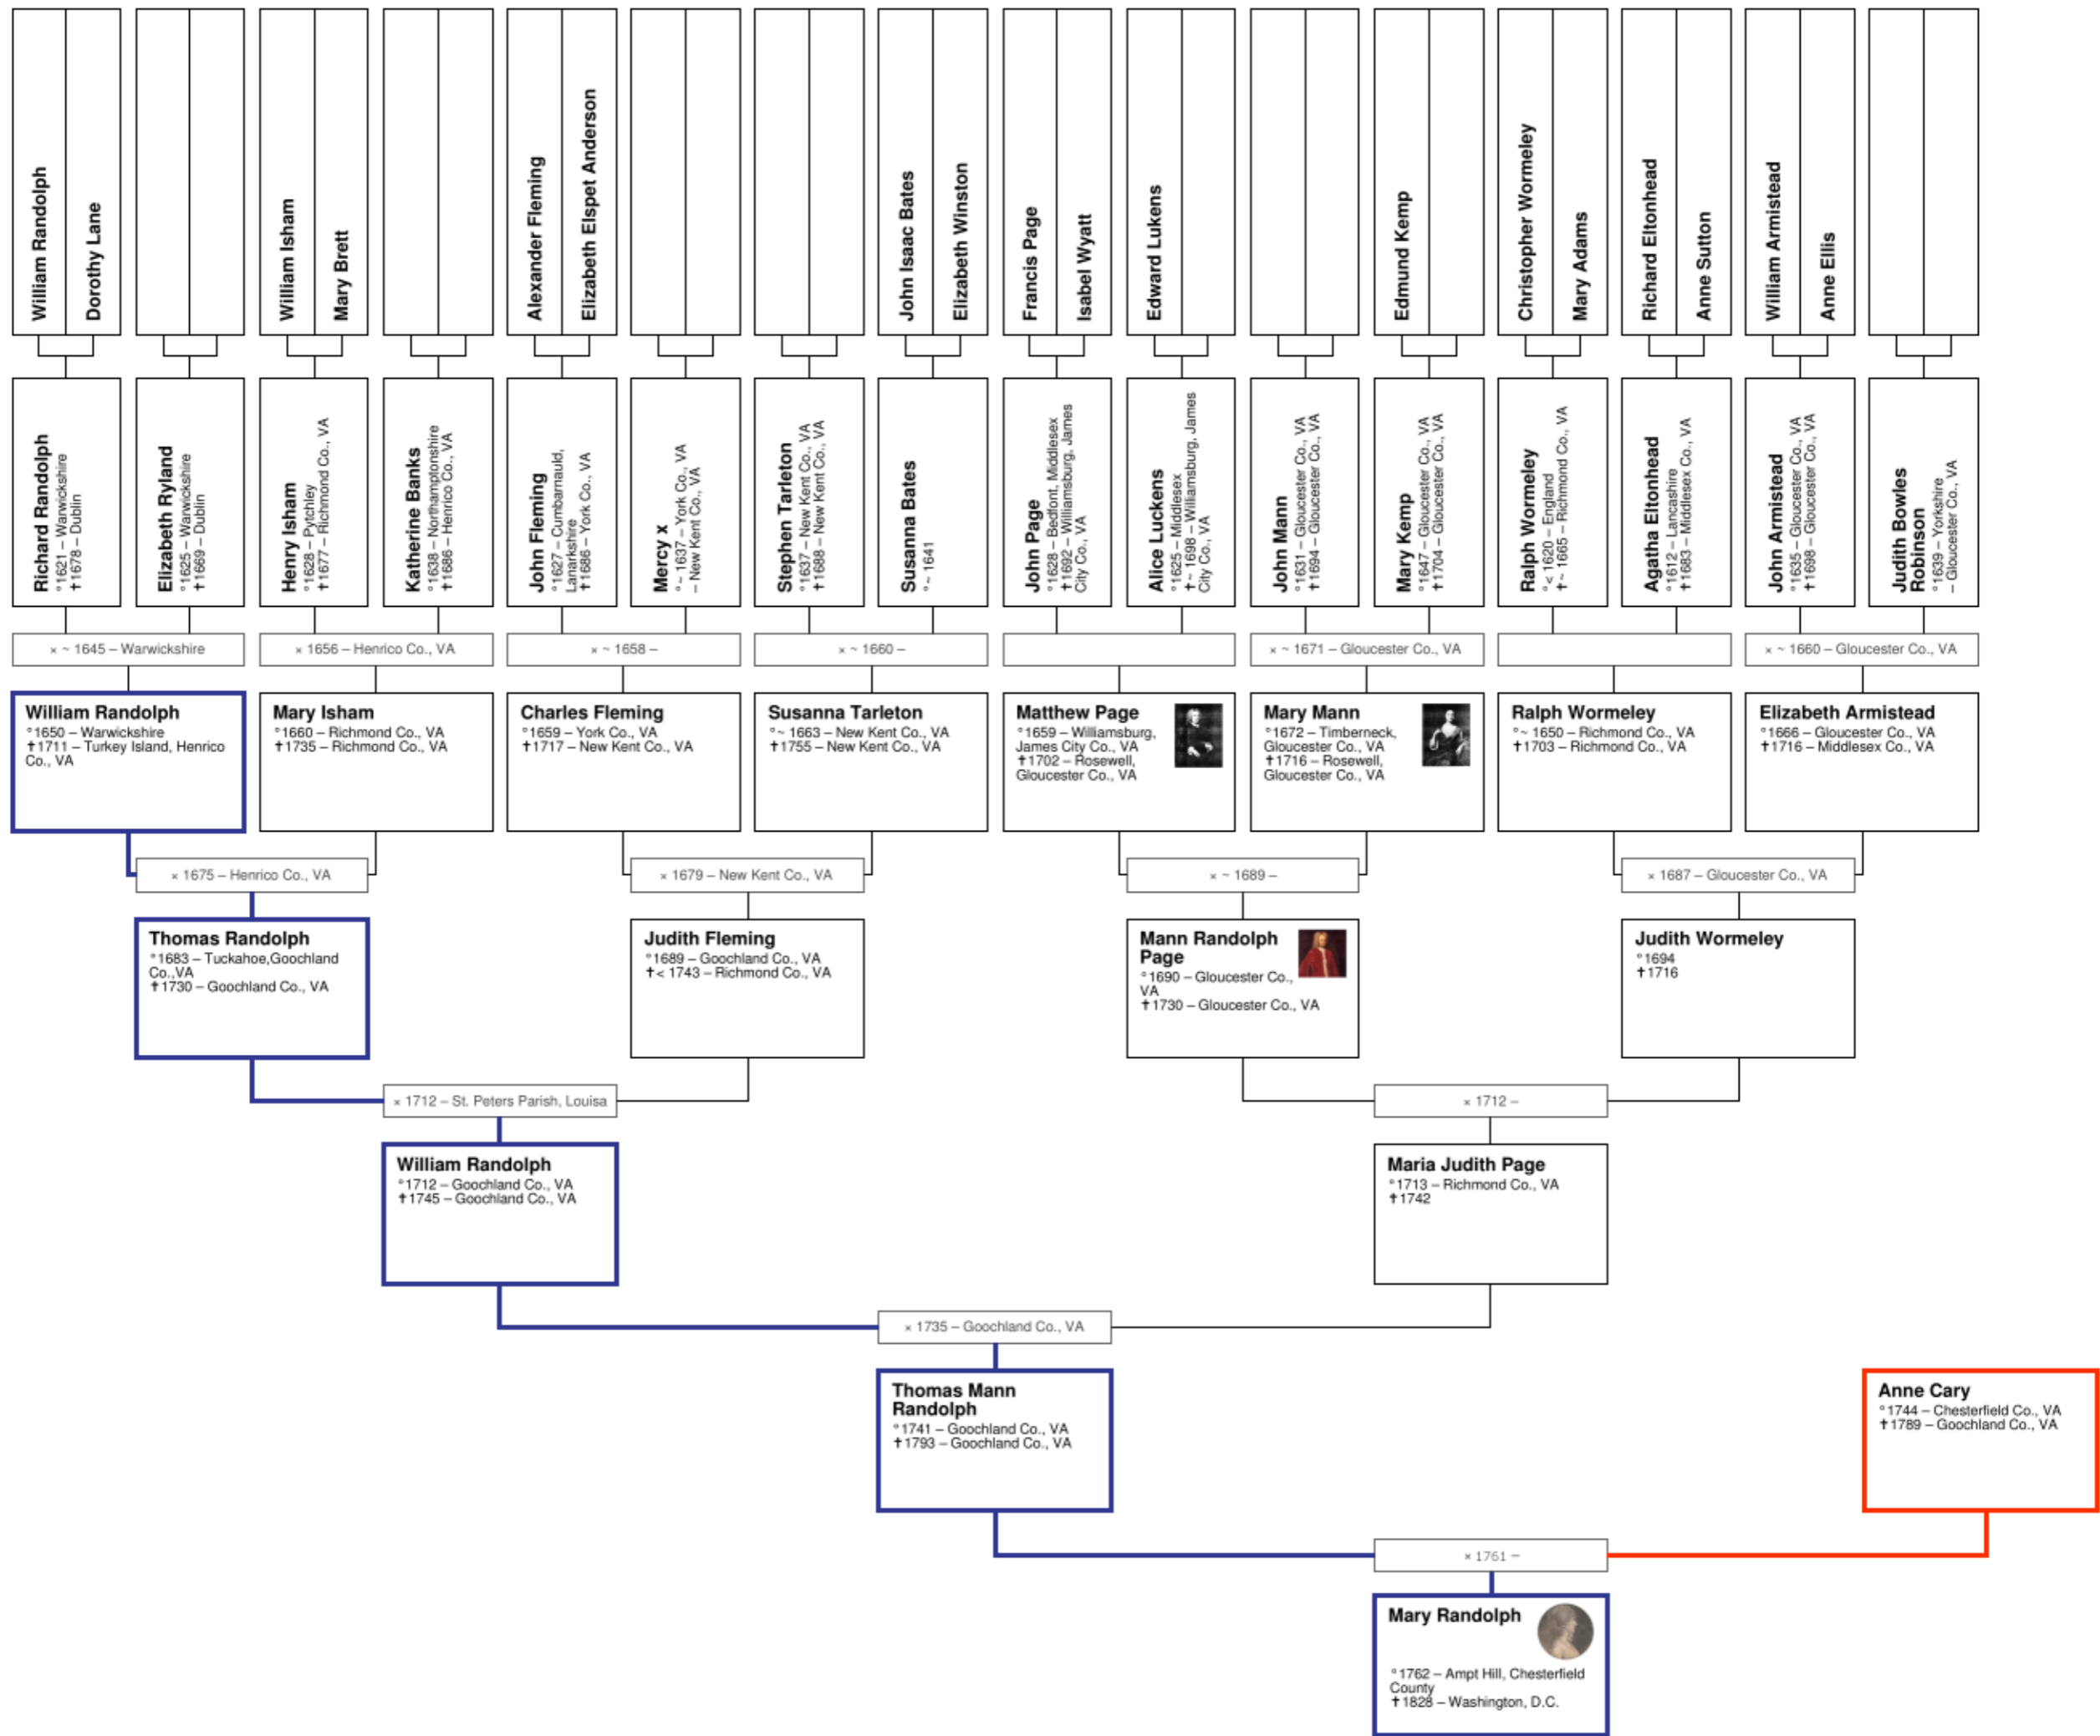 William Randolph
Dorothy Lane
William Isham
Mary Brett
Alexander Fleming
Elizabeth Elspet Anderson
John Isaac Bates
Elizabeth Winston
Francis Page
Isabel Wyatt
Edward Lukens
Edmund Kemp
Christopher Wormeley
Mary Adams
Richard Eltonhead
Anne Sutton
William Armistead
Anne Ellis
Richard Randolph
°1621 – Warwickshire
✝1678 – Dublin
Elizabeth Ryland
°1625 – Warwickshire
✝1669 – Dublin
Henry Isham
°1628 – Pytchley
✝1677 – Richmond Co., VA
Katherine Banks
°1638 – Northamptonshire
✝1686 – Henrico Co., VA
John Fleming
°1627 – Cumbarnauld,
Lanarkshire
✝1686 – York Co., VA
Mercy x
°~ 1637 – York Co., VA
– New Kent Co., VA
Stephen Tarleton
°1637 – New Kent Co., VA
✝1688 – New Kent Co., VA
Susanna Bates
°~ 1641
John Page
°1628 – Bedfont, Middlesex
✝1692 – Williamsburg, James
City Co., VA
Alice Luckens
°1625 – Middlesex
✝~ 1698 – Williamsburg, James
City Co., VA
John Mann
°1631 – Gloucester Co., VA
✝1694 – Gloucester Co., VA
Mary Kemp
°1647 – Gloucester Co., VA
✝1704 – Gloucester Co., VA
Ralph Wormeley
°< 1620 – England
✝~ 1665 – Richmond Co., VA
Agatha Eltonhead
°1612 – Lancashire
✝1683 – Middlesex Co., VA
John Armistead
°1635 – Gloucester Co., VA
✝1698 – Gloucester Co., VA
Judith Bowles
Robinson
°1639 – Yorkshire
– Gloucester Co., VA
× ~ 1645 – Warwickshire
× 1656 – Henrico Co., VA
× ~ 1658 –
× ~ 1660 –
× ~ 1671 – Gloucester Co., VA
× ~ 1660 – Gloucester Co., VA
William Randolph
°1650 – Warwickshire
✝1711 – Turkey Island, Henrico
Co., VA
Mary Isham
°1660 – Richmond Co., VA
✝1735 – Richmond Co., VA
Charles Fleming
°1659 – York Co., VA
✝1717 – New Kent Co., VA
Susanna Tarleton
°~ 1663 – New Kent Co., VA
✝1755 – New Kent Co., VA
Matthew Page
°1659 – Williamsburg,
James City Co., VA
✝1702 – Rosewell,
Gloucester Co., VA
Mary Mann
°1672 – Timberneck,
Gloucester Co., VA
✝1716 – Rosewell,
Gloucester Co., VA
Ralph Wormeley
°~ 1650 – Richmond Co., VA
✝1703 – Richmond Co., VA
Elizabeth Armistead
°1666 – Gloucester Co., VA
✝1716 – Middlesex Co., VA
× 1675 – Henrico Co., VA
× 1679 – New Kent Co., VA
× ~ 1689 –
× 1687 – Gloucester Co., VA
Thomas Randolph
°1683 – Tuckahoe,Goochland
Co.,VA
✝1730 – Goochland Co., VA
Judith Fleming
°1689 – Goochland Co., VA
✝< 1743 – Richmond Co., VA
Mann Randolph
Page
°1690 – Gloucester Co.,
VA
✝1730 – Gloucester Co., VA
Judith Wormeley
°1694
✝1716
× 1712 – St. Peters Parish, Louisa
× 1712 –
William Randolph
°1712 – Goochland Co., VA
✝1745 – Goochland Co., VA
Maria Judith Page
°1713 – Richmond Co., VA
✝1742
× 1735 – Goochland Co., VA
Thomas Mann
Randolph
°1741 – Goochland Co., VA
✝1793 – Goochland Co., VA
Anne Cary
°1744 – Chesterfield Co., VA
✝1789 – Goochland Co., VA
× 1761 –
Mary Randolph
°1762 – Ampt Hill, Chesterfield
County
✝1828 – Washington, D.C.